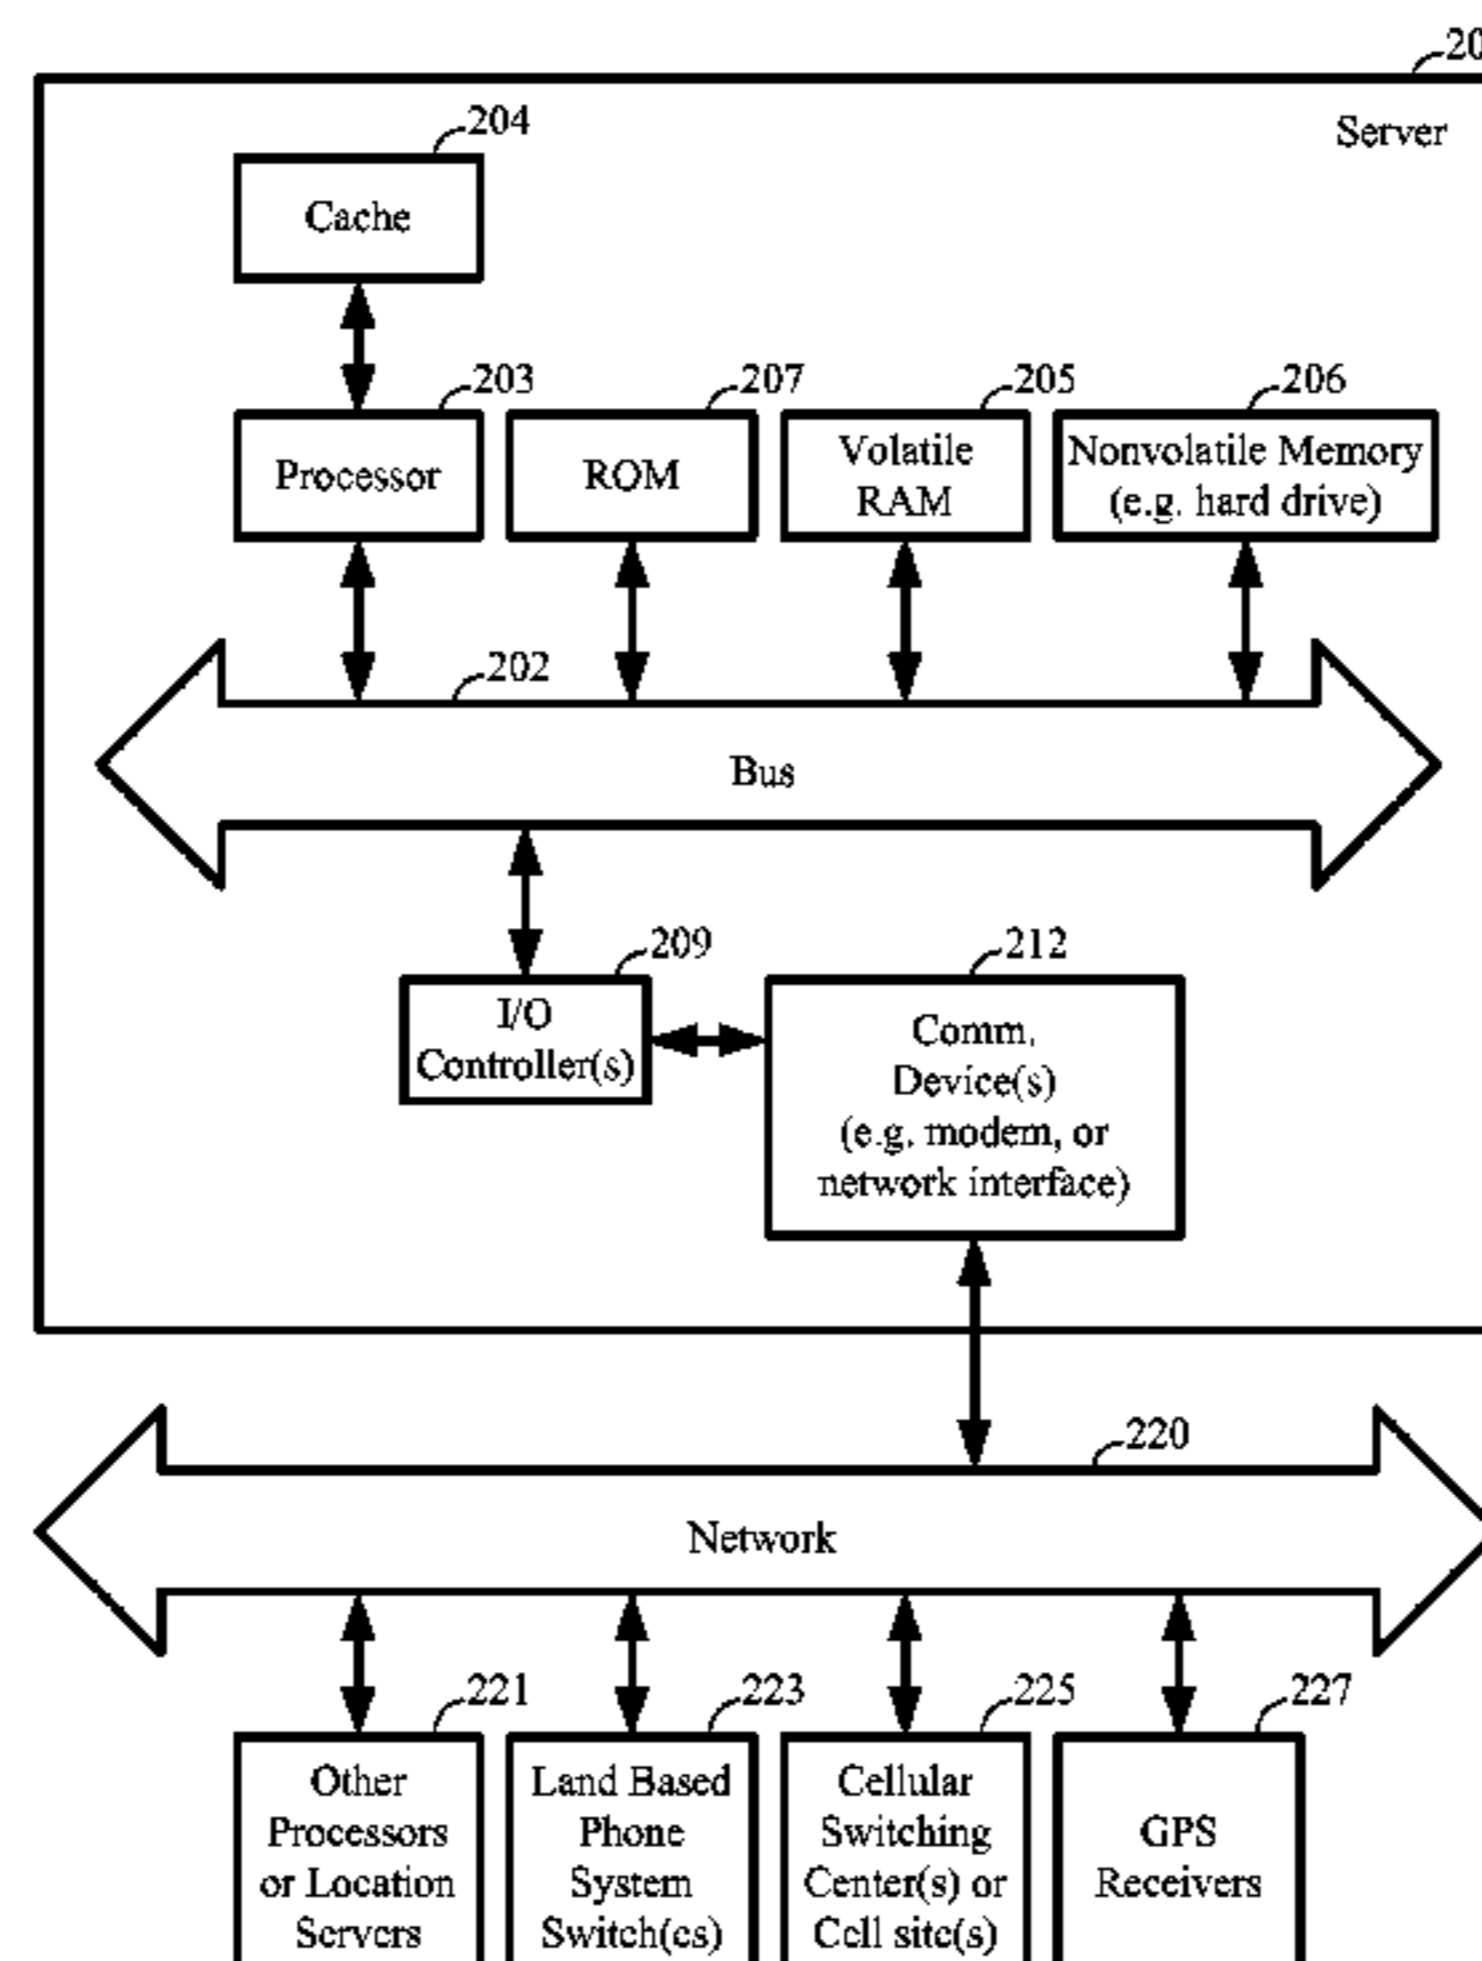 20
Server
204
Cache
203
207
205
206
Processor
ROM
Volatile
RAM
Nonvolatile Memory
(e.g. hard drive)
202
Bus
209
212
I/O
Controller(s)
Comm.
Device(s)
(e.g. modem, or
network interface)
220
Network
221
223
225
227
Other
Processors
or Location
Servers
Land Based
Phone
System
Switch(es)
Cellular
Switching
Center(s) or
Cell site(s)
GPS
Receivers